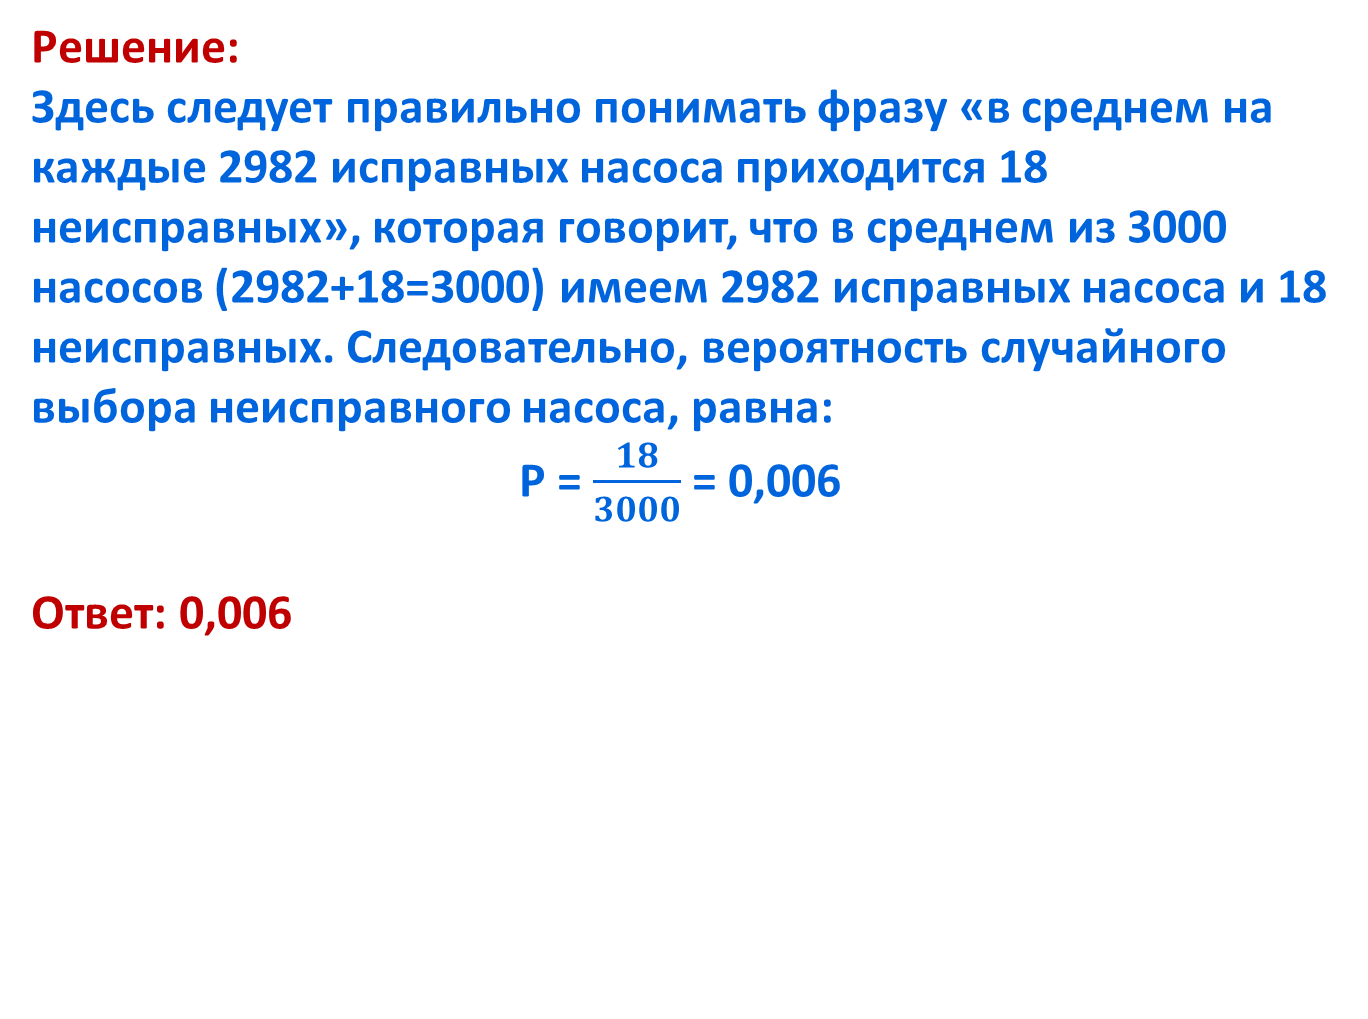 Решение:
Здесь следует правильно понимать фразу «в среднем на
каждые 2982 исправных насоса приходится 18
неисправных», которая говорит, что в среднем из 3000
насосов (2982+18=3000) имеем 2982 исправных насоса и 18
неисправных. Следовательно, вероятность случайного
выбора неисправного насоса, равна:
P = 18/3000 = 0,006
Ответ: 0,006